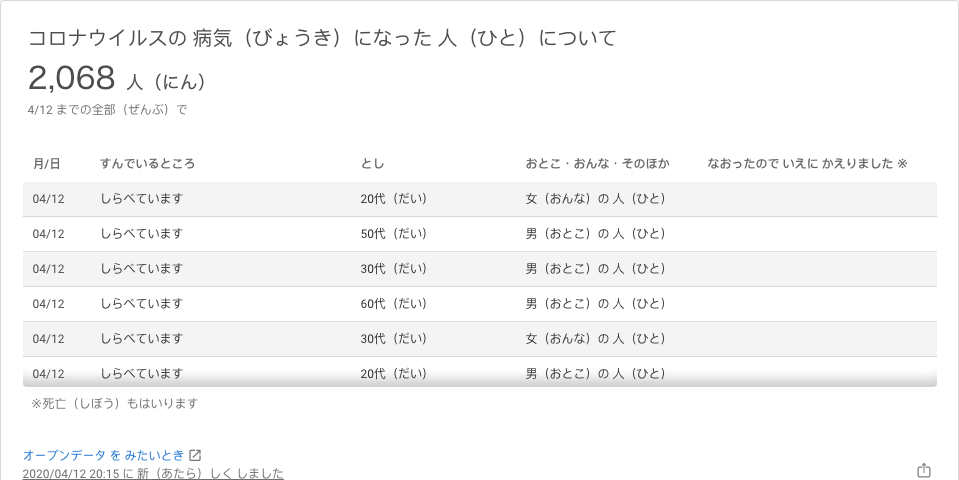 コロナウイルスの 病気（びょうき）になった 人（ひと）について
2,068 人（にん）
4/12 までの全部（ぜんぶ）で
月/日 すんでいるところ とし おとこ・おんな・そのほか なおったので いえに かえりました ※
04/12 しらべています 20代（だい） 女（おんな）の 人（ひと）
04/12 しらべています 50代（だい） 男（おとこ）の 人（ひと）
04/12 しらべています 30代（だい） 男（おとこ）の 人（ひと）
04/12 しらべています 60代（だい） 男（おとこ）の 人（ひと）
04/12 しらべています 30代（だい） 女（おんな）の 人（ひと）
04/12 しらべています 20代（だい） 男（おとこ）の 人（ひと）
※死亡（しぼう）もはいります
オープンデータ を みたいとき
2020/04/12 20:15 に 新（あたら）しく しました